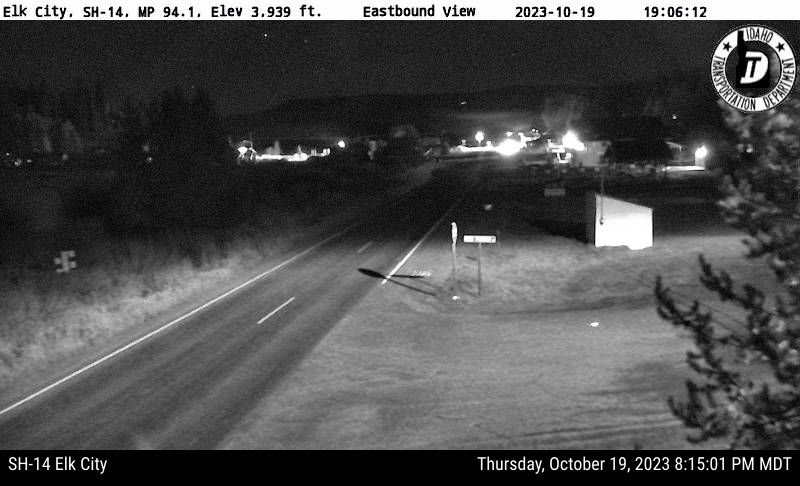 Elk City, SH-14, MP 94.1, Elev 3,939 ft. Eastbound View 2023-10-19 19:06:12
IDAHO
TRANSPORTATION DEPARTMENT
SH-14 Elk City Thursday, October 19, 2023 8:15:01 PM MDT